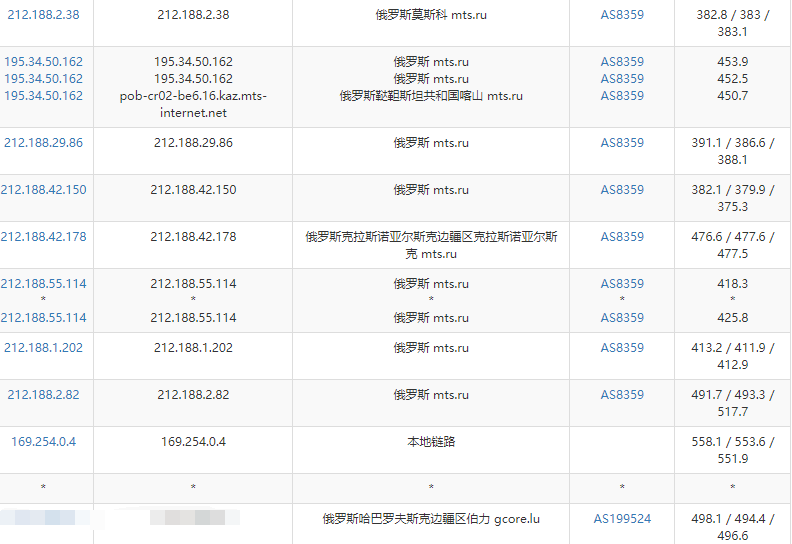 212.188.2.38 212.188.2.38 俄罗斯莫斯科 mts.ru AS8359 382.8 / 383 /
383.1
195.34.50.162 195.34.50.162 俄罗斯 mts.ru AS8359 453.9
195.34.50.162 195.34.50.162 俄罗斯 mts.ru AS8359 452.5
195.34.50.162 pob-cr02-be6.16.kaz.mts- 俄罗斯鞑靼斯坦共和国喀山 mts.ru AS8359 450.7
internet.net
212.188.29.86 212.188.29.86 俄罗斯 mts.ru AS8359 391.1 / 386.6 /
388.1
212.188.42.150 212.188.42.150 俄罗斯 mts.ru AS8359 382.1 / 379.9 /
375.3
212.188.42.178 212.188.42.178 俄罗斯克拉斯诺亚尔斯克边疆区克拉斯诺亚尔斯 AS8359 476.6 / 477.6 /
克 mts.ru 477.5
212.188.55.114 212.188.55.114 俄罗斯 mts.ru AS8359 418.3
* * * * *
212.188.55.114 212.188.55.114 俄罗斯 mts.ru AS8359 425.8
212.188.1.202 212.188.1.202 俄罗斯 mts.ru AS8359 413.2 / 411.9 /
412.9
212.188.2.82 212.188.2.82 俄罗斯 mts.ru AS8359 491.7 / 493.3 /
517.7
169.254.0.4 169.254.0.4 本地链路 558.1 / 553.6 /
551.9
* * * * *
俄罗斯哈巴罗夫斯克边疆区伯力 gcore.lu AS199524 498.1 / 494.4 /
496.6